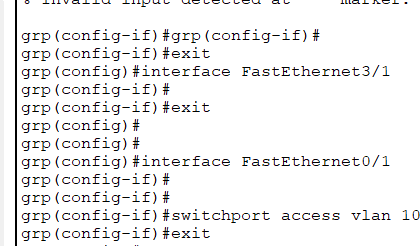 % Invalid input detected at marker.
grp(config-if)#grp(config-if)#
grp(config-if)#exit
grp(config)#interface FastEthernet3/1
grp(config-if)#
grp(config-if)#exit
grp(config)#
grp(config)#
grp(config)#interface FastEthernet0/1
grp(config-if)#
grp(config-if)#
grp(config-if)#switchport access vlan 10
grp(config-if)#exit